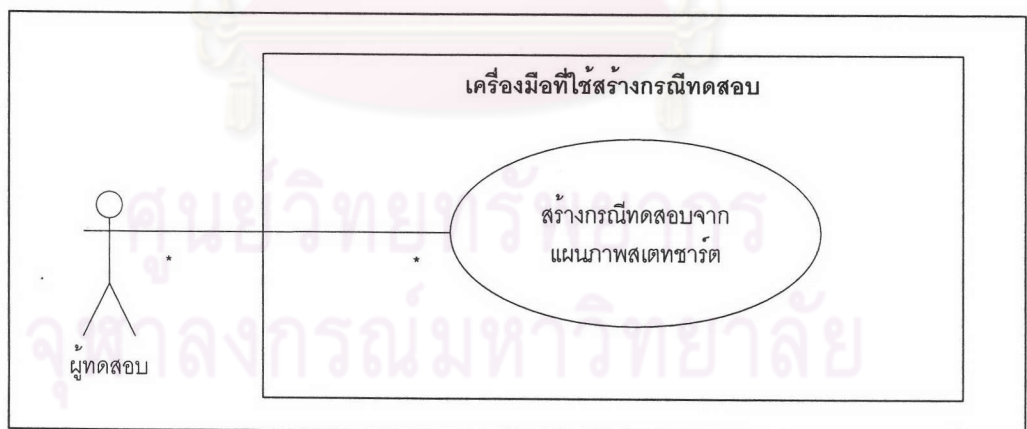 เครื่องมือที่ใช้สร้างกรณีทดสอบ
สร้างกรณีทดสอบจาก
แผนภาพสเตทชาร์ต
* *
ผู้ทดสอบ
ศูนย์วิทยทรัพยากร
จุฬาลงกรณ์มหาวิทยาลัย